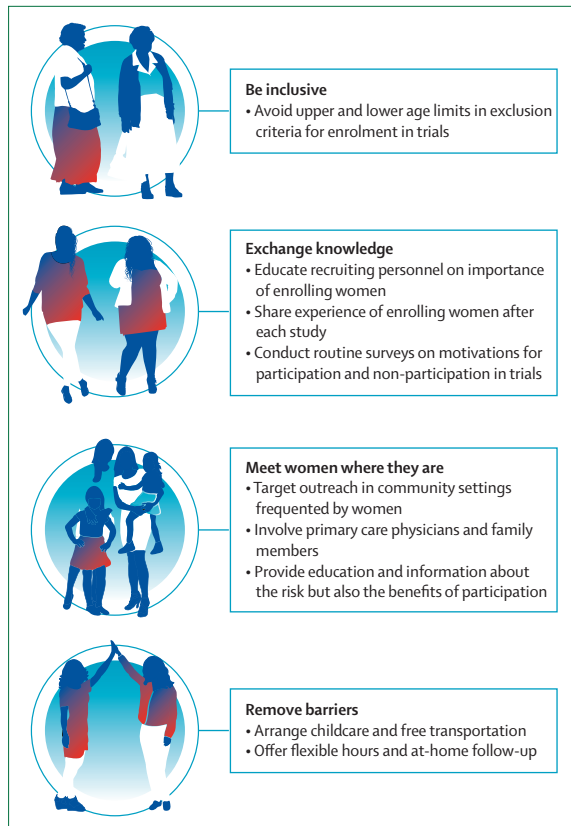 Be inclusive
• Avoid upper and lower age limits in exclusion
criteria for enrolment in trials
Exchange knowledge
• Educate recruiting personnel on importance
of enrolling women
• Share experience of enrolling women after
each study
• Conduct routine surveys on motivations for
participation and non-participation in trials
Meet women where they are
• Target outreach in community settings
frequented by women
• Involve primary care physicians and family
members
• Provide education and information about
the risk but also the benefits of participation
Remove barriers
• Arrange childcare and free transportation
• Offer flexible hours and at-home follow-up